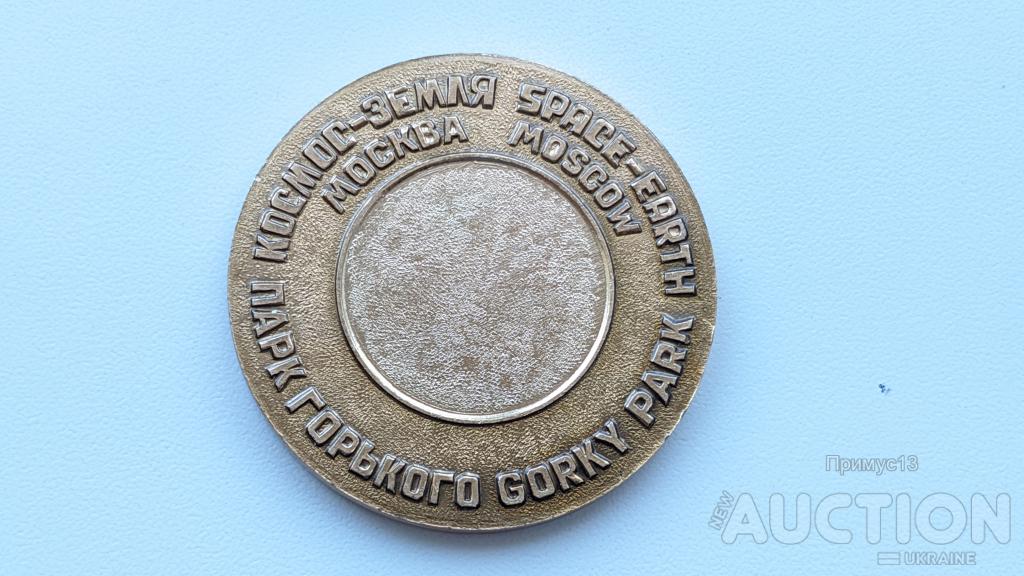 КОСМОС-ЗЕМЛЯ SPACE-EARTH
МОСКВА MOSCOW
ПАРК ГОРЬКОГО GORKY PARK
Примус13
NEW AUCTION
UKRAINE